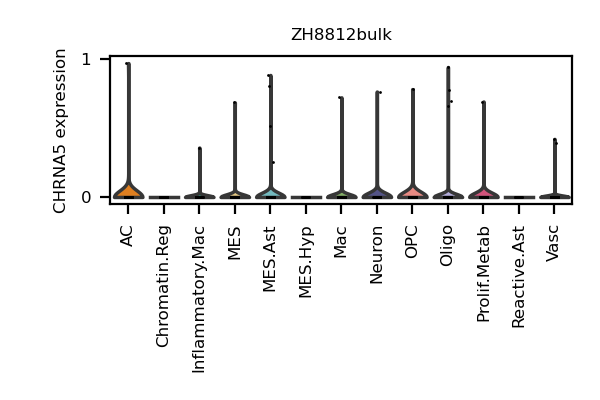 ZH8812bulk
CHRNA5 expression
1
0
AC
Chromatin.Reg
Inflammatory.Mac
MES
MES.Ast
MES.Hyp
Mac
Neuron
OPC
Oligo
Prolif.Metab
Reactive.Ast
Vasc